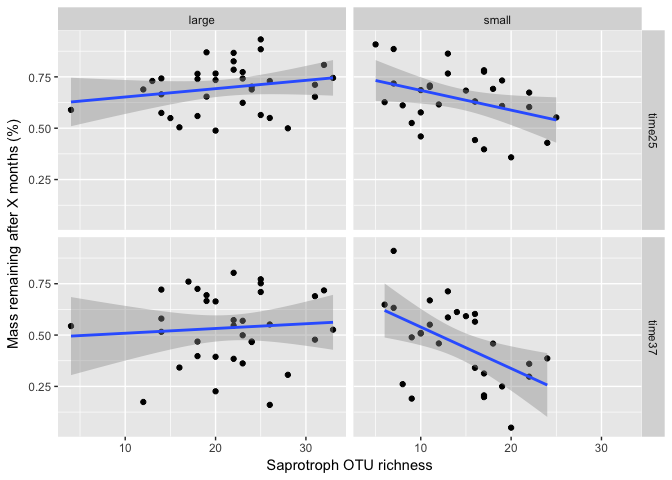 large
small
Mass remaining after X months (%)
0.75
0.50
0.25
time25
0.75
0.50
0.25
time37
10
20
30
10
20
30
Saprotroph OTU richness